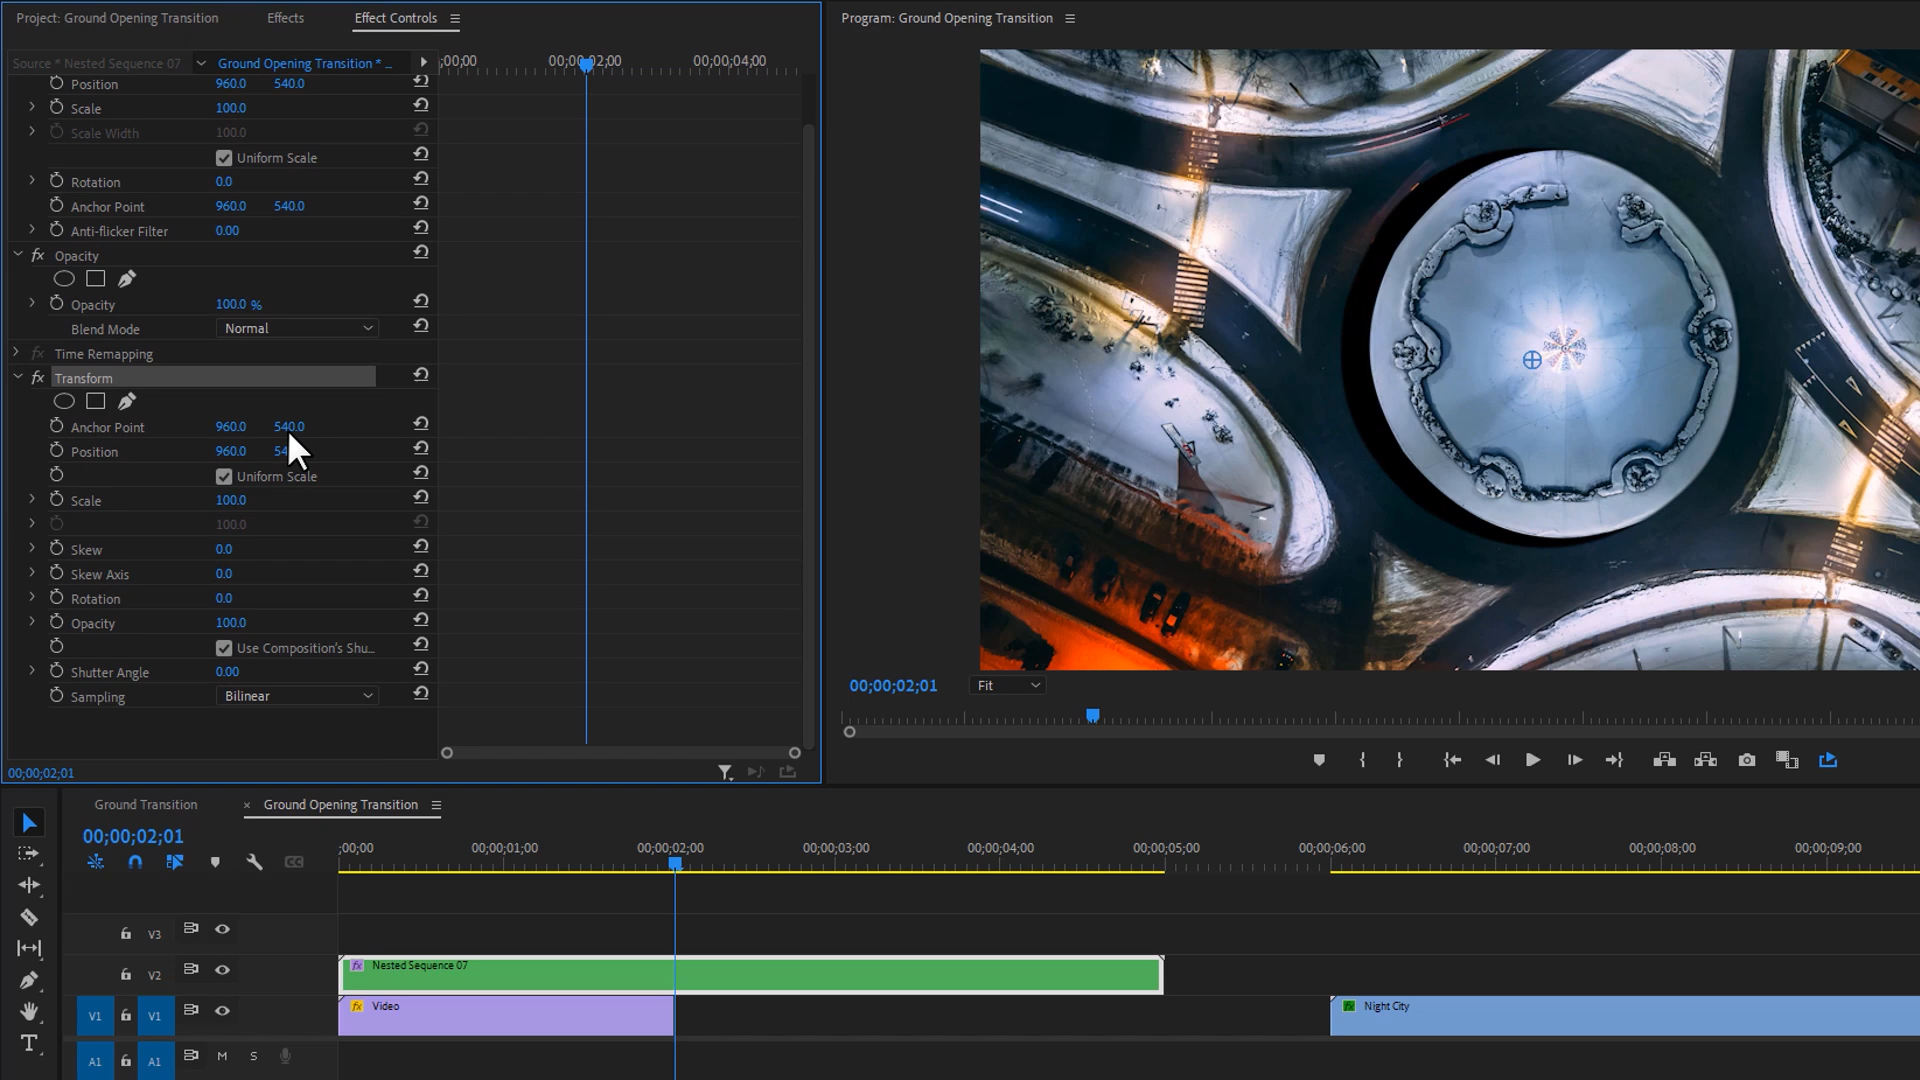 Project: Ground Opening Transition Effects Effect Controls
Program: Ground Opening Transition
Source * Nested Sequence 07 Ground Opening Transition * ..
;00;00 00;00;02;00 00;00;04;00
Position 960.0 540.0
Scale 100.0
Scale Width 100.0
Uniform Scale
Rotation 0.0
Anchor Point 960.0 540.0
Anti-flicker Filter 0.00
fx Opacity
Opacity 100.0 %
Blend Mode Normal
fx Time Remapping
fx Transform
Anchor Point 960.0 540.0
Position 960.0
Uniform Scale
Scale 100.0
100.0
Skew 0.0
Skew Axis 0.0
Rotation 0.0
Opacity 100.0
Use Composition's Shu...
Shutter Angle 0.00
Sampling Bilinear
00;00;02;01
00;00;02;01 Fit
Ground Transition × Ground Opening Transition
00;00;02;01
;00;00 00;00;01;00 00;00;02;00 00;00;03;00 00;00;04;00 00;00;05;00 00;00;06;00 00;00;07;00 00;00;08;00 00;00;09;00
CC
V3
V2 fx Nested Sequence 07
V1 V1 fx Video fx Night City
A1 A1 M S
T